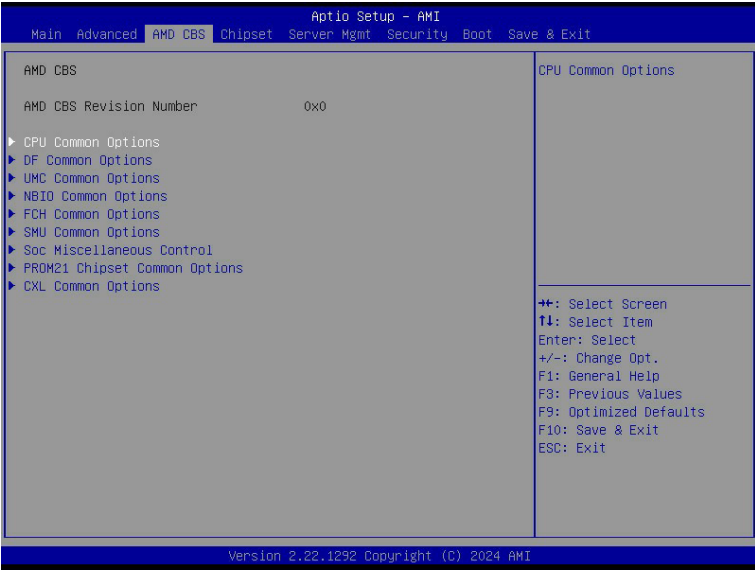 Aptio Setup – AMI
Main Advanced AMD CBS Chipset Server Mgmt Security Boot Save & Exit
AMD CBS
AMD CBS Revision Number 0x0
CPU Common Options
DF Common Options
UMC Common Options
NBIO Common Options
FCH Common Options
SMU Common Options
Soc Miscellaneous Control
PROM21 Chipset Common Options
CXL Common Options
CPU Common Options
→←: Select Screen
↑↓: Select Item
Enter: Select
+/-: Change Opt.
F1: General Help
F3: Previous Values
F9: Optimized Defaults
F10: Save & Exit
ESC: Exit
Version 2.22.1292 Copyright (C) 2024 AMI